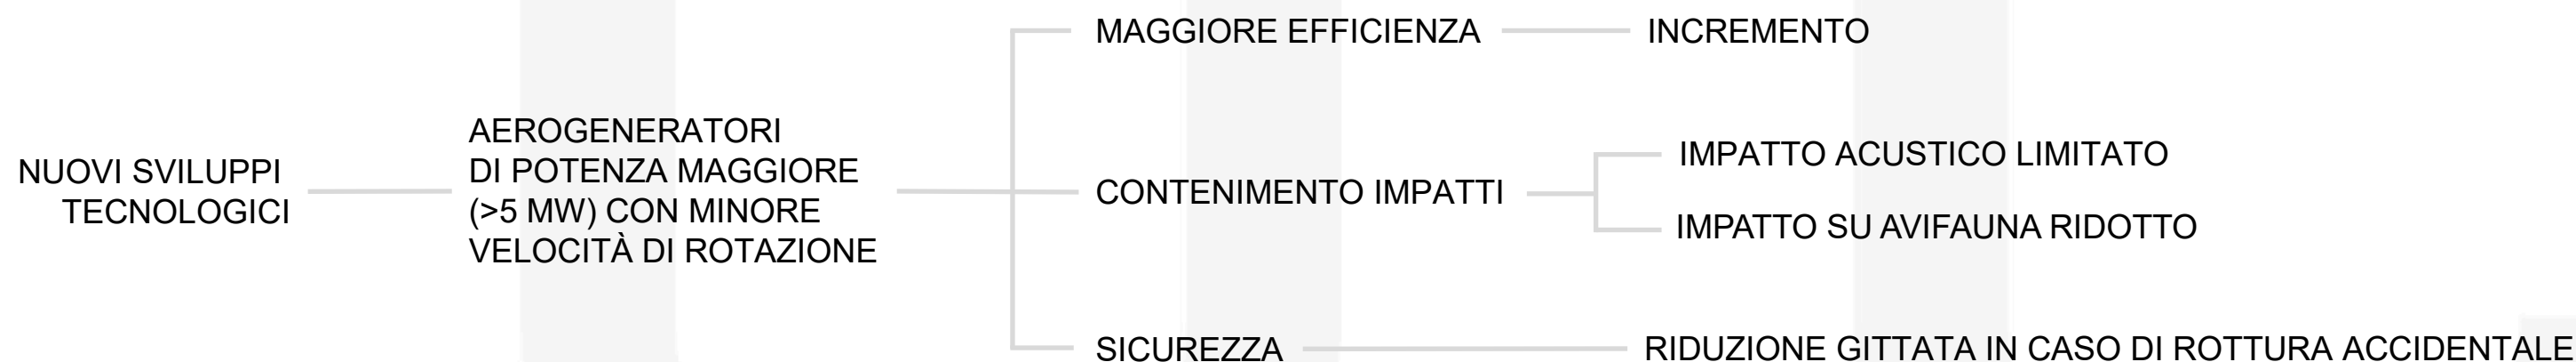 NUOVI SVILUPPI
TECNOLOGICI
AEROGENERATORI
DI POTENZA MAGGIORE
(>5 MW) CON MINORE
VELOCITÀ DI ROTAZIONE
MAGGIORE EFFICIENZA
INCREMENTO
CONTENIMENTO IMPATTI
IMPATTO ACUSTICO LIMITATO
IMPATTO SU AVIFAUNA RIDOTTO
SICUREZZA
RIDUZIONE GITTATA IN CASO DI ROTTURA ACCIDENTALE